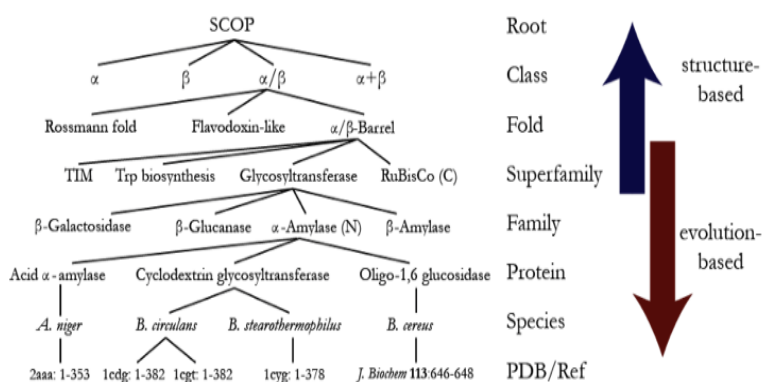 SCOP Root
α β α/β α+β Class
structure-
based
Rossmann fold Flavodoxin-like α/β-Barrel Fold
TIM Trp biosynthesis Glycosyltransferase RuBisCo (C) Superfamily
β-Galactosidase β-Glucanase α-Amylase (N) β-Amylase Family
evolution-
based
Acid α-amylase Cyclodextrin glycosyltransferase Oligo-1,6 glucosidase Protein
A. niger B. circulans B. stearothermophilus B. cereus Species
2aaa: 1-353 1cdg: 1-382 1cgt: 1-382 1cyg: 1-378 J. Biochem 113:646-648 PDB/Ref